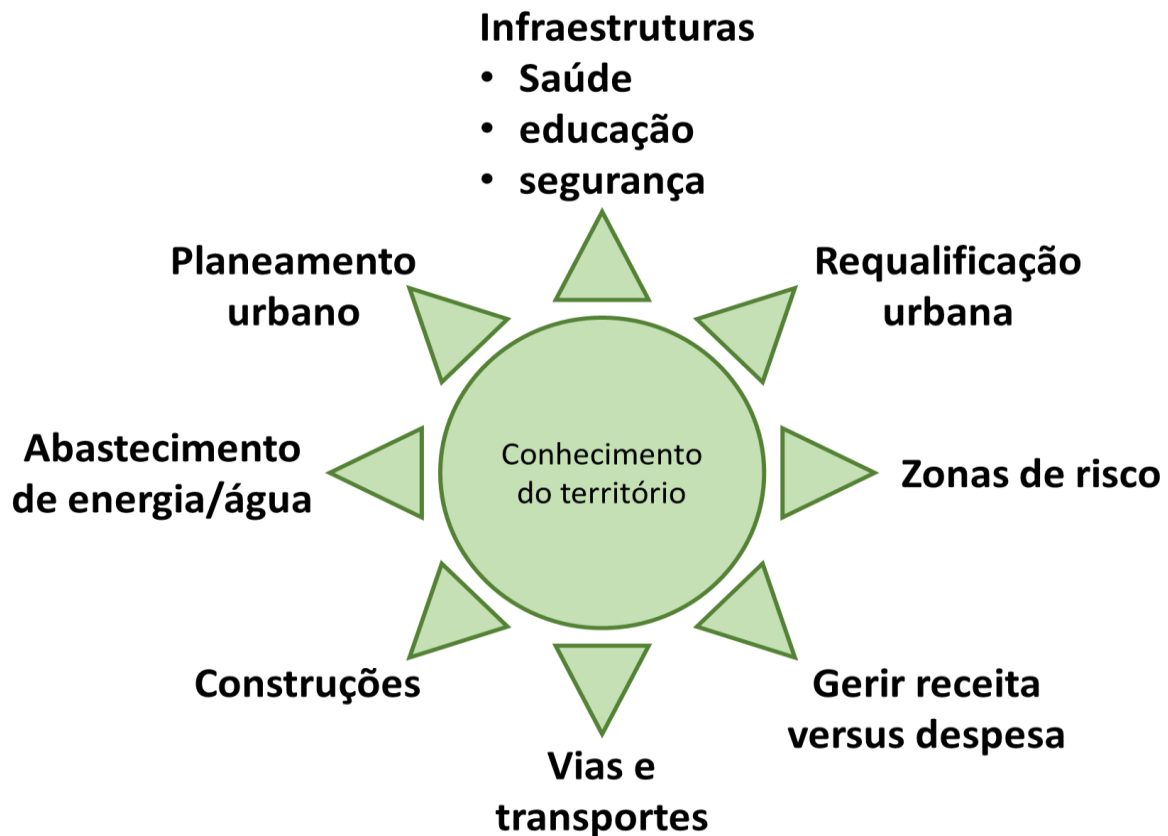 Infraestruturas
• Saúde
• educação
• segurança
Planeamento
urbano
Requalificação
urbana
Abastecimento
de energia/água
Conhecimento
do território
Zonas de risco
Construções
Gerir receita
versus despesa
Vias e
transportes